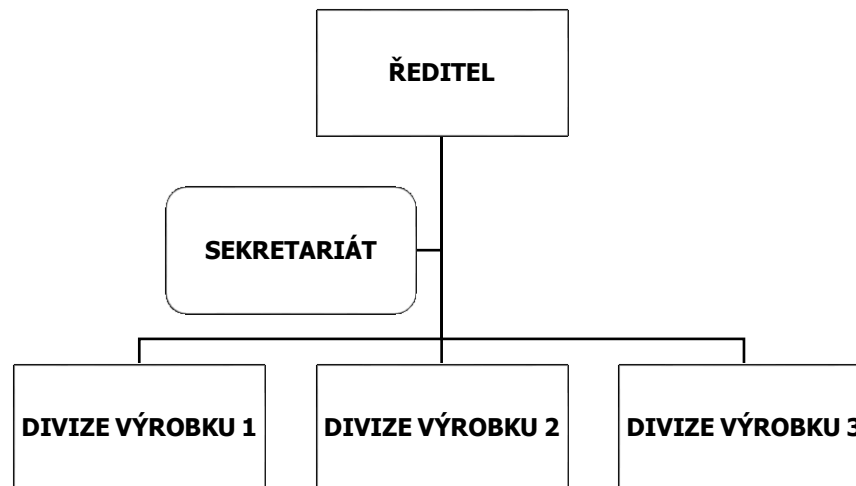 ŘEDITEL
SEKRETARIÁT
DIVIZE VÝROBKU 1
DIVIZE VÝROBKU 2
DIVIZE VÝROBKU 3